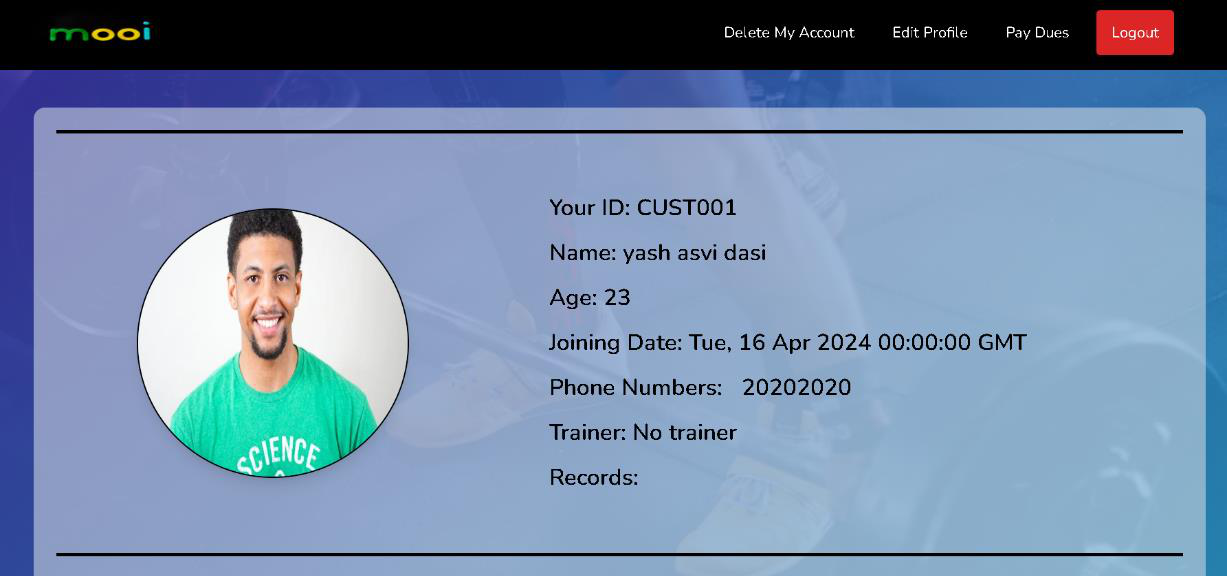 mooi
Delete My Account
Edit Profile
Pay Dues
Logout
Your ID: CUST001
Name: yash asvi dasi
Age: 23
Joining Date: Tue, 16 Apr 2024 00:00:00 GMT
Phone Numbers: 20202020
Trainer: No trainer
Records:
SCIENCE